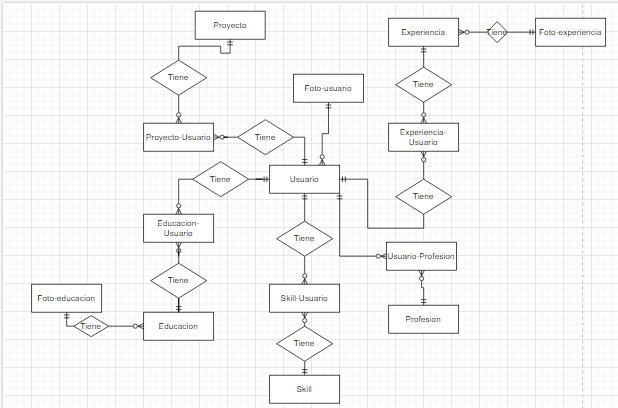 Proyecto
Experiencia
Tiene
Foto-experiencia
Tiene
Tiene
Foto-usuario
Proyecto-Usuario
Tiene
Experiencia-
Usuario
Tiene
Usuario
Tiene
Educacion-
Usuario
Tiene
Usuario-Profesion
Tiene
Foto-educacion
Skill-Usuario
Tiene
Educacion
Profesion
Tiene
Skill